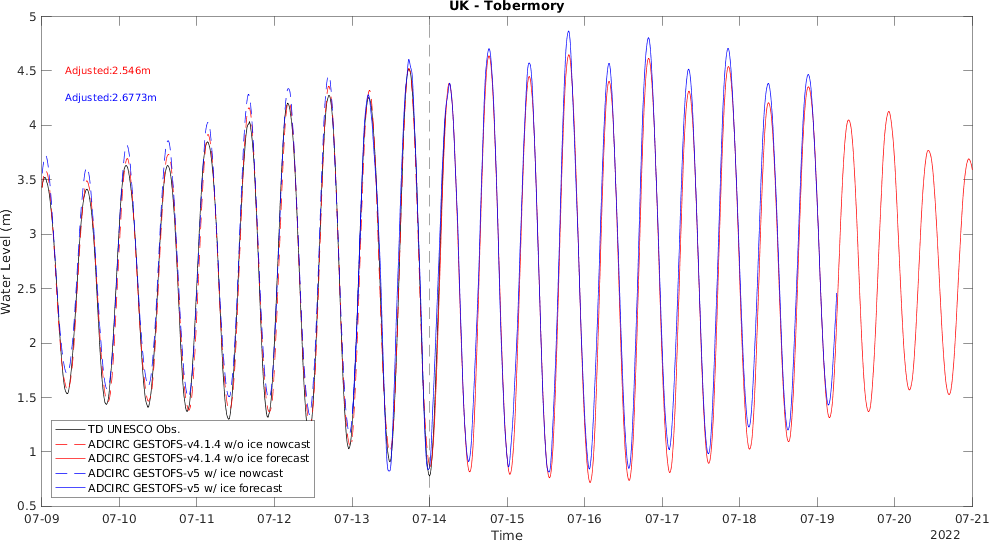 UK - Tobermory
5
4.5
4
3.5
3
2.5
2
1.5
1
0.5
Water Level (m)
Adjusted:2.546m
Adjusted:2.6773m
TD UNESCO Obs.
ADCIRC GESTOFS-v4.1.4 w/o ice nowcast
ADCIRC GESTOFS-v4.1.4 w/o ice forecast
ADCIRC GESTOFS-v5 w/ ice nowcast
ADCIRC GESTOFS-v5 w/ ice forecast
07-09 07-10 07-11 07-12 07-13 07-14 07-15 07-16 07-17 07-18 07-19 07-20 07-21
Time
2022